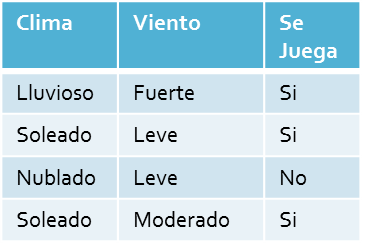 Clima Viento Se Juega
Lluvioso Fuerte Si
Soleado Leve Si
Nublado Leve No
Soleado Moderado Si